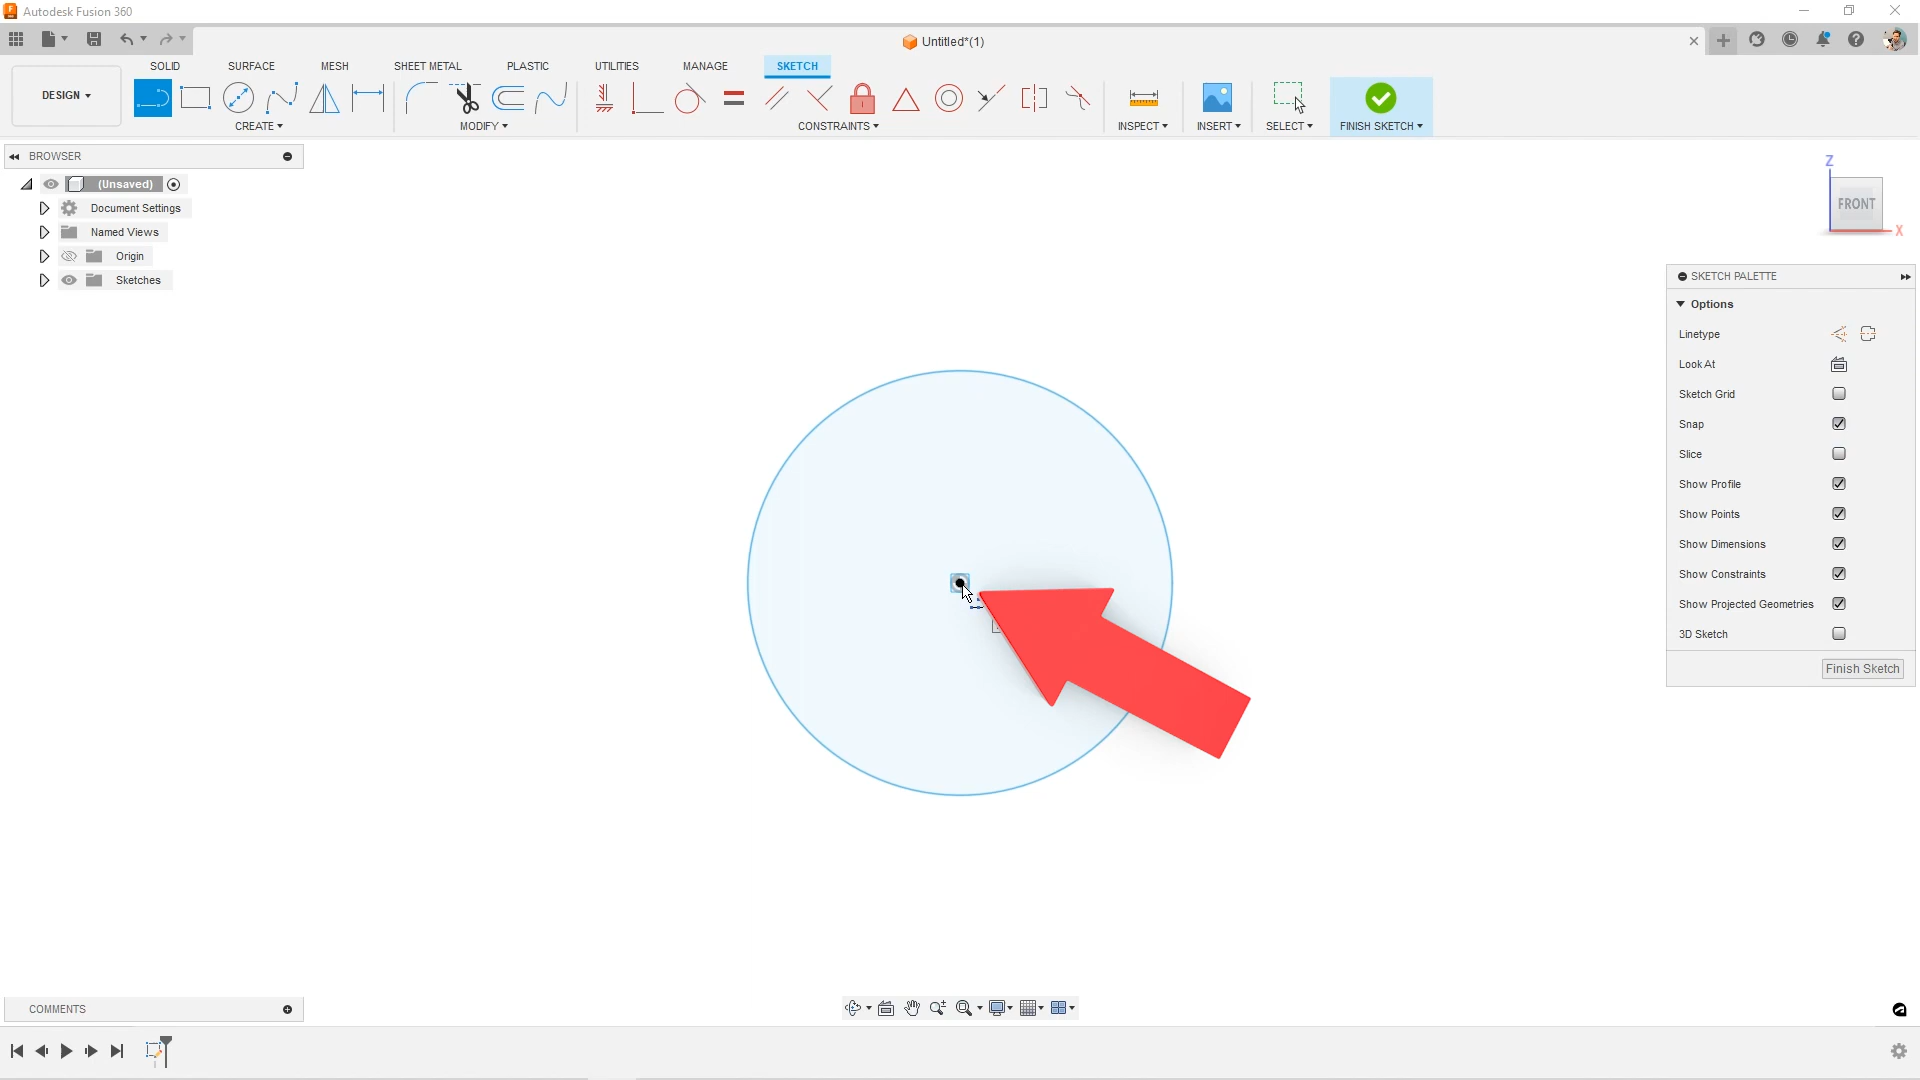 Autodesk Fusion 360
Untitled*(1)
SOLID SURFACE MESH SHEET METAL PLASTIC UTILITIES MANAGE SKETCH
DESIGN
CREATE MODIFY CONSTRAINTS INSPECT INSERT SELECT FINISH SKETCH
BROWSER
(Unsaved)
Document Settings
Named Views
Origin
Sketches
Z
FRONT
X
SKETCH PALETTE
Options
Linetype
Look At
Sketch Grid
Snap
Slice
Show Profile
Show Points
Show Dimensions
Show Constraints
Show Projected Geometries
3D Sketch
Finish Sketch
COMMENTS